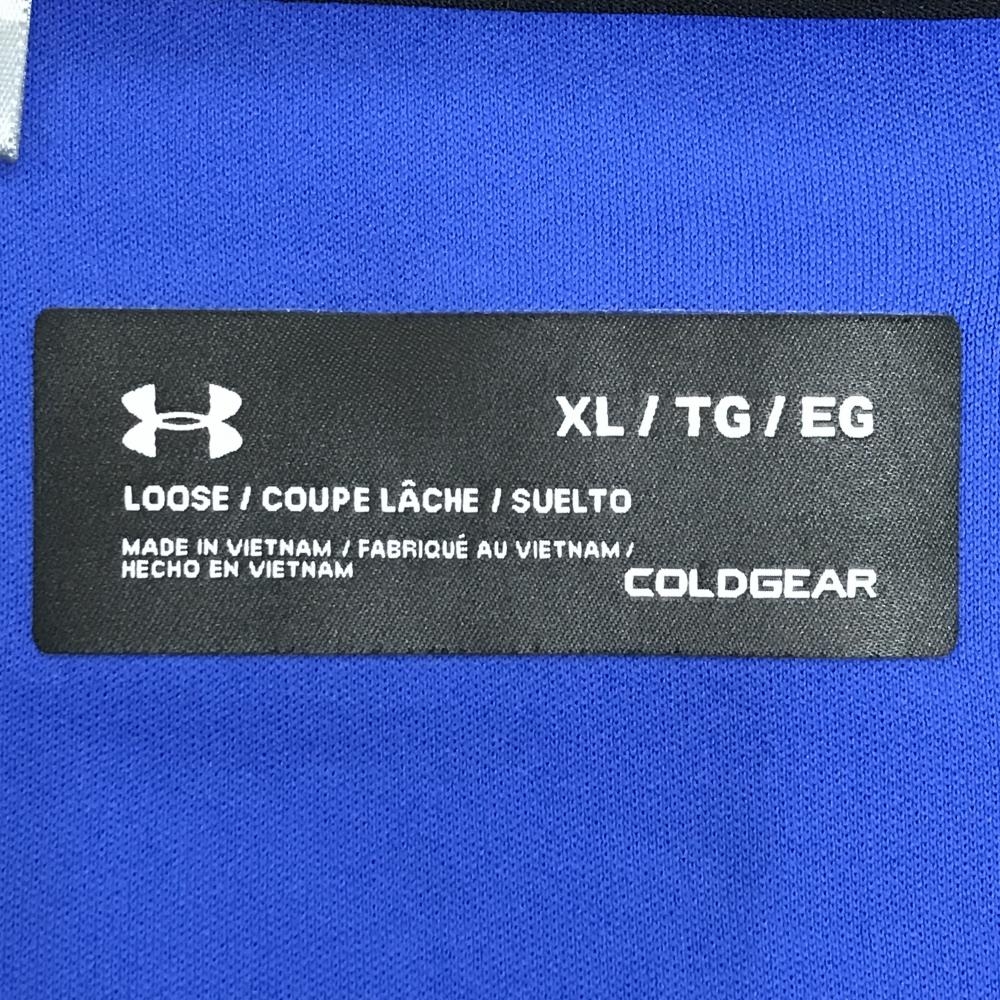 XL / TG / EG
LOOSE / COUPE LÂCHE / SUELTO
MADE IN VIETNAM / FABRIQUÉ AU VIETNAM /
HECHO EN VIETNAM
COLDGEAR